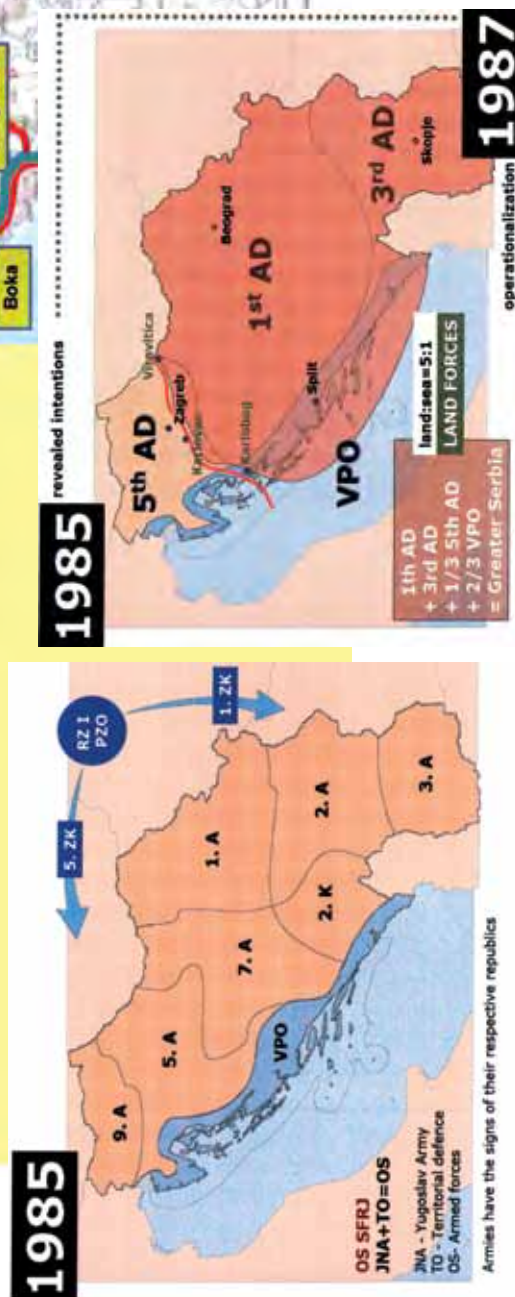 1985
RZ I
PZO
5. ZK
1. ZK
9. A
5. A
7. A
1. A
2. A
2. K
3. A
VPO
OS SFRJ
JNA+TO=OS
JNA - Yugoslav Army
TO - Territorial defence
OS- Armed forces
Armies have the signs of their respective republics
Boka
1985
revealed intentions
5th AD
Virovitica
Zagreb
Karlovac
Karlobag
Beograd
1st AD
Split
3rd AD
Skopje
VPO
1th AD
+ 3rd AD
+ 1/3 5th AD
+ 2/3 VPO
= Greater Serbia
land:sea=5:1
LAND FORCES
operationalization
1987